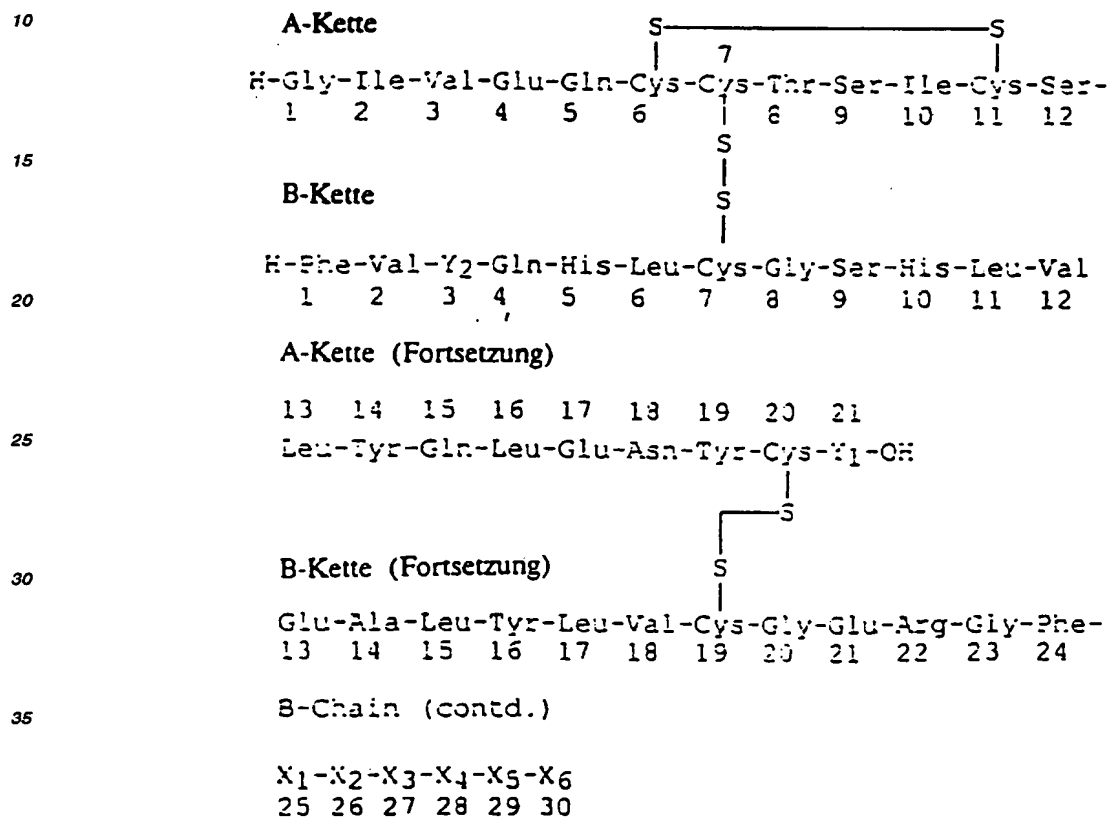 10
A-Kette
S S
7
H-Gly-Ile-Val-Glu-Gln-Cys-Cys-Thr-Ser-Ile-Cys-Ser-
1 2 3 4 5 6 8 9 10 11 12
S
15
S
B-Kette
H-Phe-Val-Y2-Gln-His-Leu-Cys-Gly-Ser-His-Leu-Val
1 2 3 4 5 6 7 8 9 10 11 12
20
A-Kette (Fortsetzung)
13 14 15 16 17 18 19 20 21
25
Leu-Tyr-Gln-Leu-Glu-Asn-Tyr-Cys-Y1-OH
S
S
30
B-Kette (Fortsetzung)
Glu-Ala-Leu-Tyr-Leu-Val-Cys-Gly-Glu-Arg-Gly-Phe-
13 14 15 16 17 18 19 20 21 22 23 24
35
B-Chain (contd.)
X1-X2-X3-X4-X5-X6
25 26 27 28 29 30